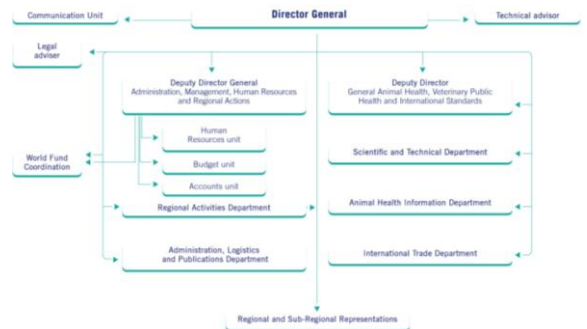 Communication Unit
Director General
Technical advisor
Legal
adviser
Deputy Director General
Administration, Management, Human Resources
and Regional Actions
Deputy Director
General Animal Health, Veterinary Public
Health and International Standards
Human
Resources unit
World Fund
Coordination
Budget unit
Scientific and Technical Department
Accounts unit
Regional Activities Department
Animal Health Information Department
Administration, Logistics
and Publications Department
International Trade Department
Regional and Sub-Regional Representations